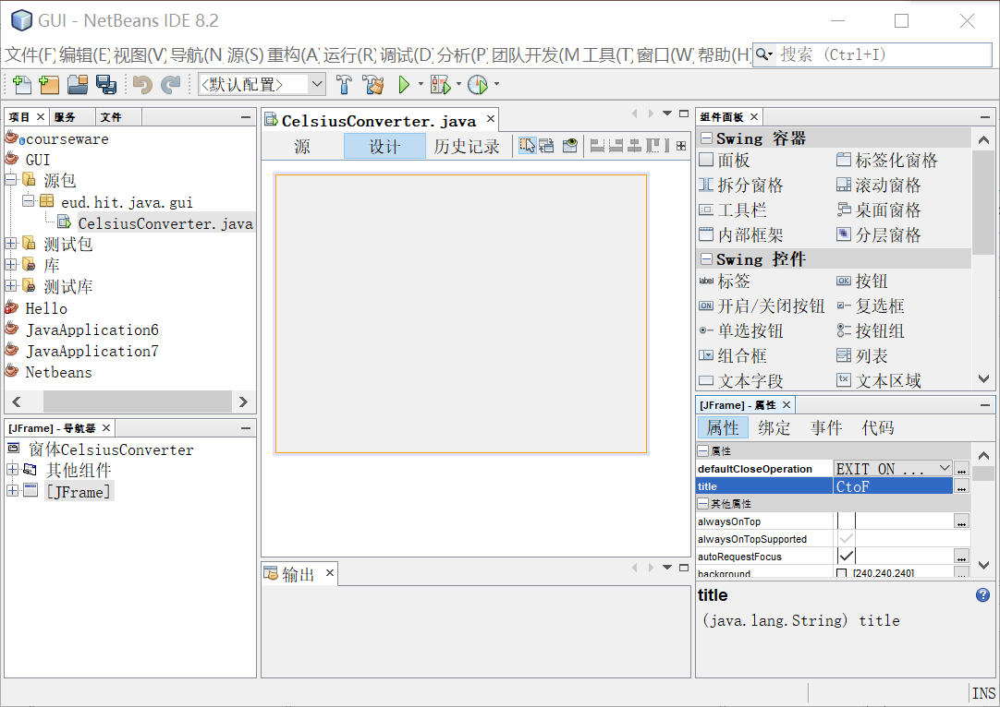 GUI - NetBeans IDE 8.2
文件(F) 编辑(E) 视图(V) 导航(N 源(S) 重构(A) 运行(R) 调试(D) 分析(P) 团队开发(M 工具(T) 窗口(W 帮助(H)
搜索 (Ctrl+I)
<默认配置>
项目
服务
文件
courseware
GUI
源包
eud.hit.java.gui
CelsiusConverter.java
测试包
库
测试库
Hello
JavaApplication6
JavaApplication7
Netbeans
[JFrame] - 导航器
窗体CelsiusConverter
其他组件
[JFrame]
CelsiusConverter.java
源 设计 历史记录
输出
组件面板
Swing 容器
面板 标签化窗格
拆分窗格 滚动窗格
工具栏 桌面窗格
内部框架 分层窗格
Swing 控件
label 标签 OK 按钮
ON 开启/关闭按钮 复选框
单选按钮 按钮组
组合框 列表
文本字段 tx 文本区域
[JFrame] - 属性
属性 绑定 事件 代码
属性
defaultCloseOperation EXIT_ON_... ...
title CtoF ...
其他属性
alwaysOnTop ...
alwaysOnTopSupported
autoRequestFocus ...
background [240,240,240] ...
title
(java.lang.String) title
INS